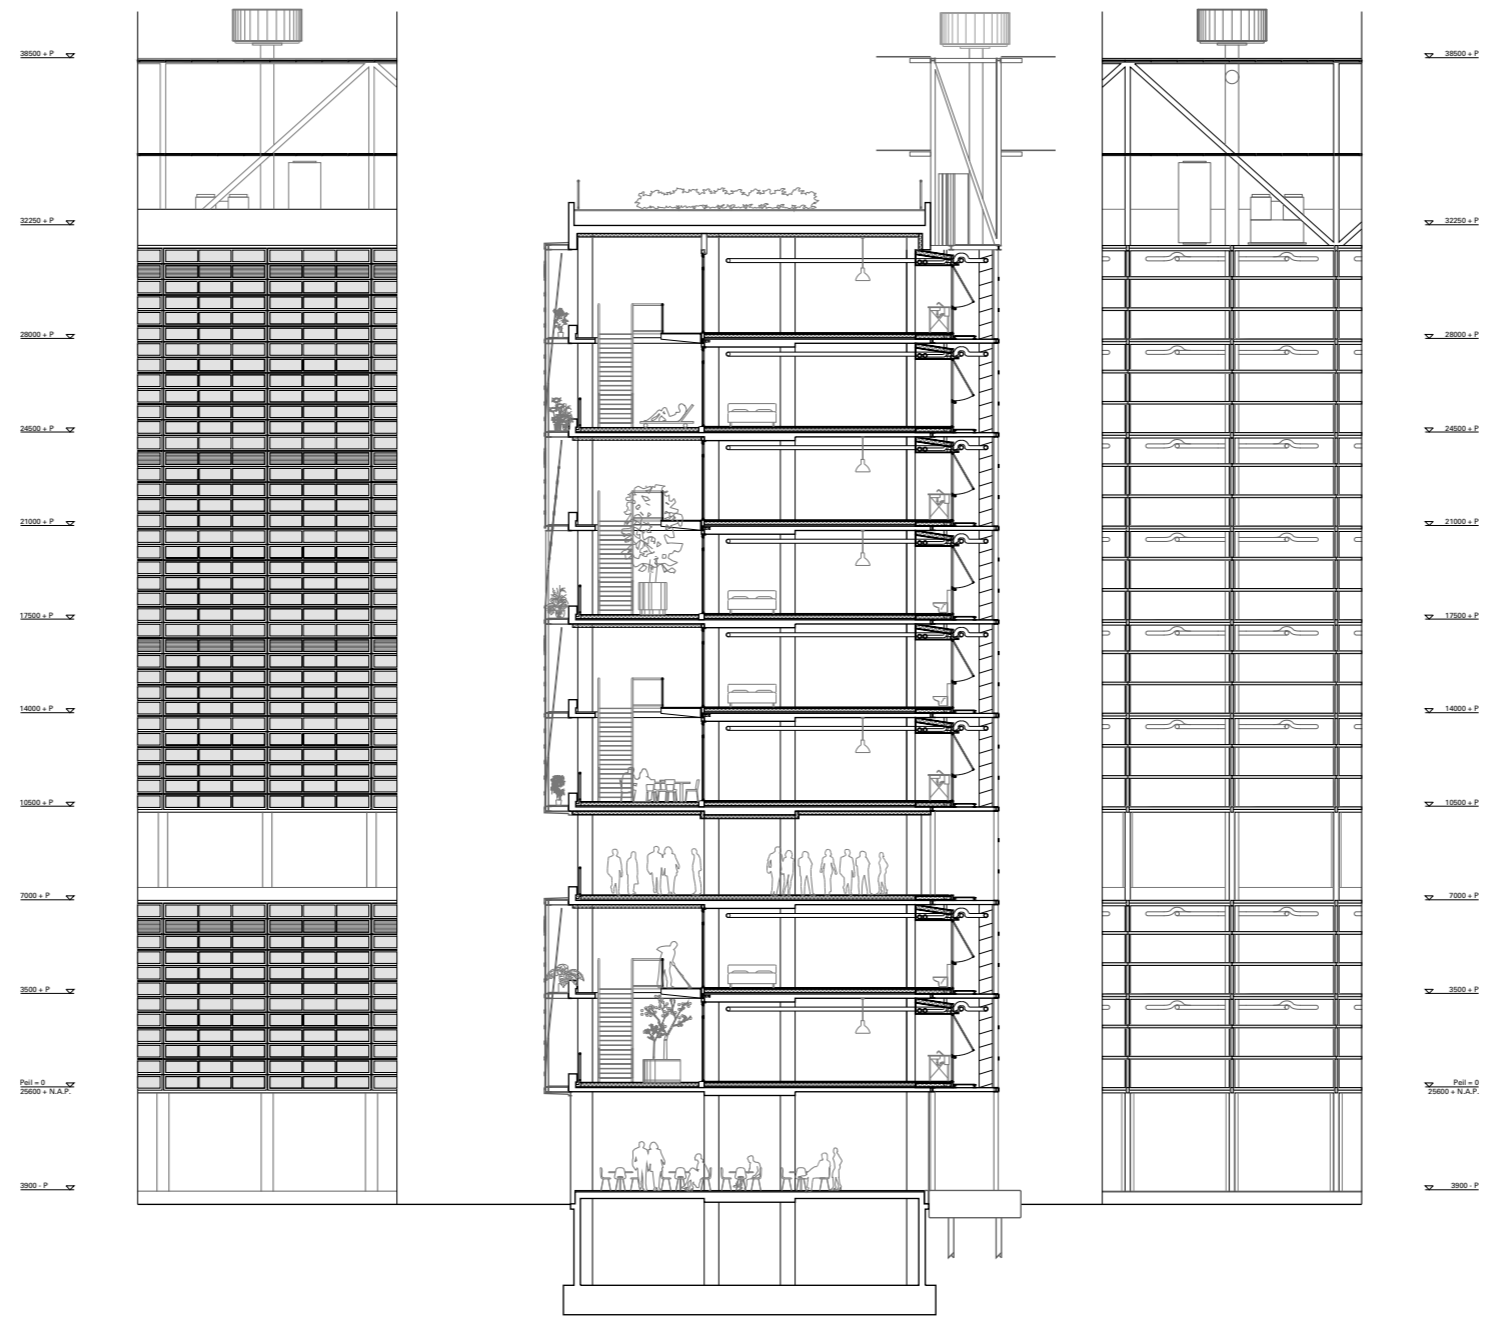 38500 + P
38500 + P
32250 + P
32250 + P
28000 + P
28000 + P
24500 + P
24500 + P
21000 + P
21000 + P
17500 + P
17500 + P
14000 + P
14000 + P
10500 + P
10500 + P
7000 + P
7000 + P
3500 + P
3500 + P
Peil = 0
25600 + N.A.P.
Peil = 0
25600 + N.A.P.
3900 - P
3900 - P